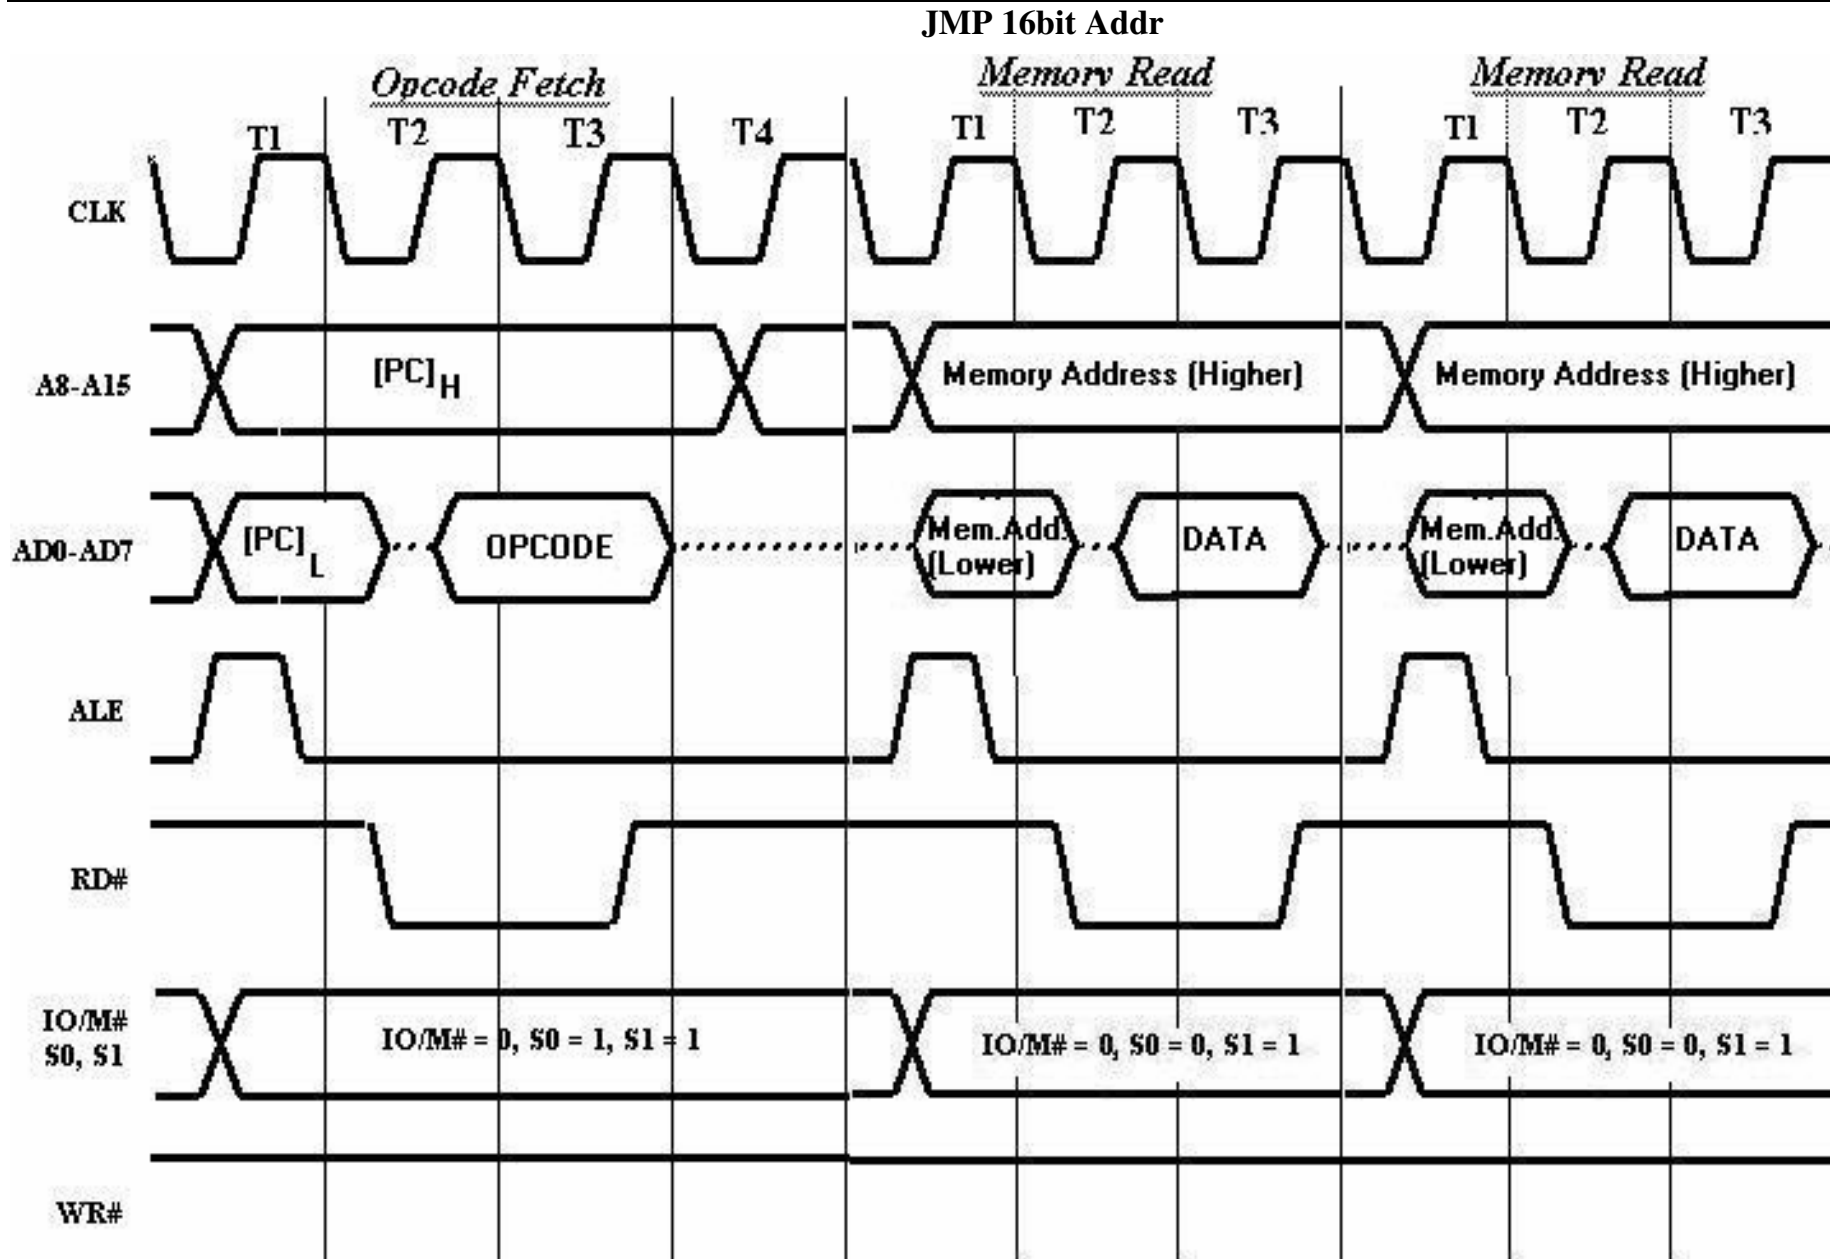 JMP 16bit Addr
Opcode Fetch
Memory Read
Memory Read
T1 T2 T3 T4 T1 T2 T3 T1 T2 T3
CLK
A8-A15
[PC]H
Memory Address (Higher)
Memory Address (Higher)
AD0-AD7
[PC]L
OPCODE
Mem.Add.
(Lower)
DATA
Mem.Add.
(Lower)
DATA
ALE
RD#
IO/M#
S0, S1
IO/M# = 0, S0 = 1, S1 = 1
IO/M# = 0, S0 = 0, S1 = 1
IO/M# = 0, S0 = 0, S1 = 1
WR#